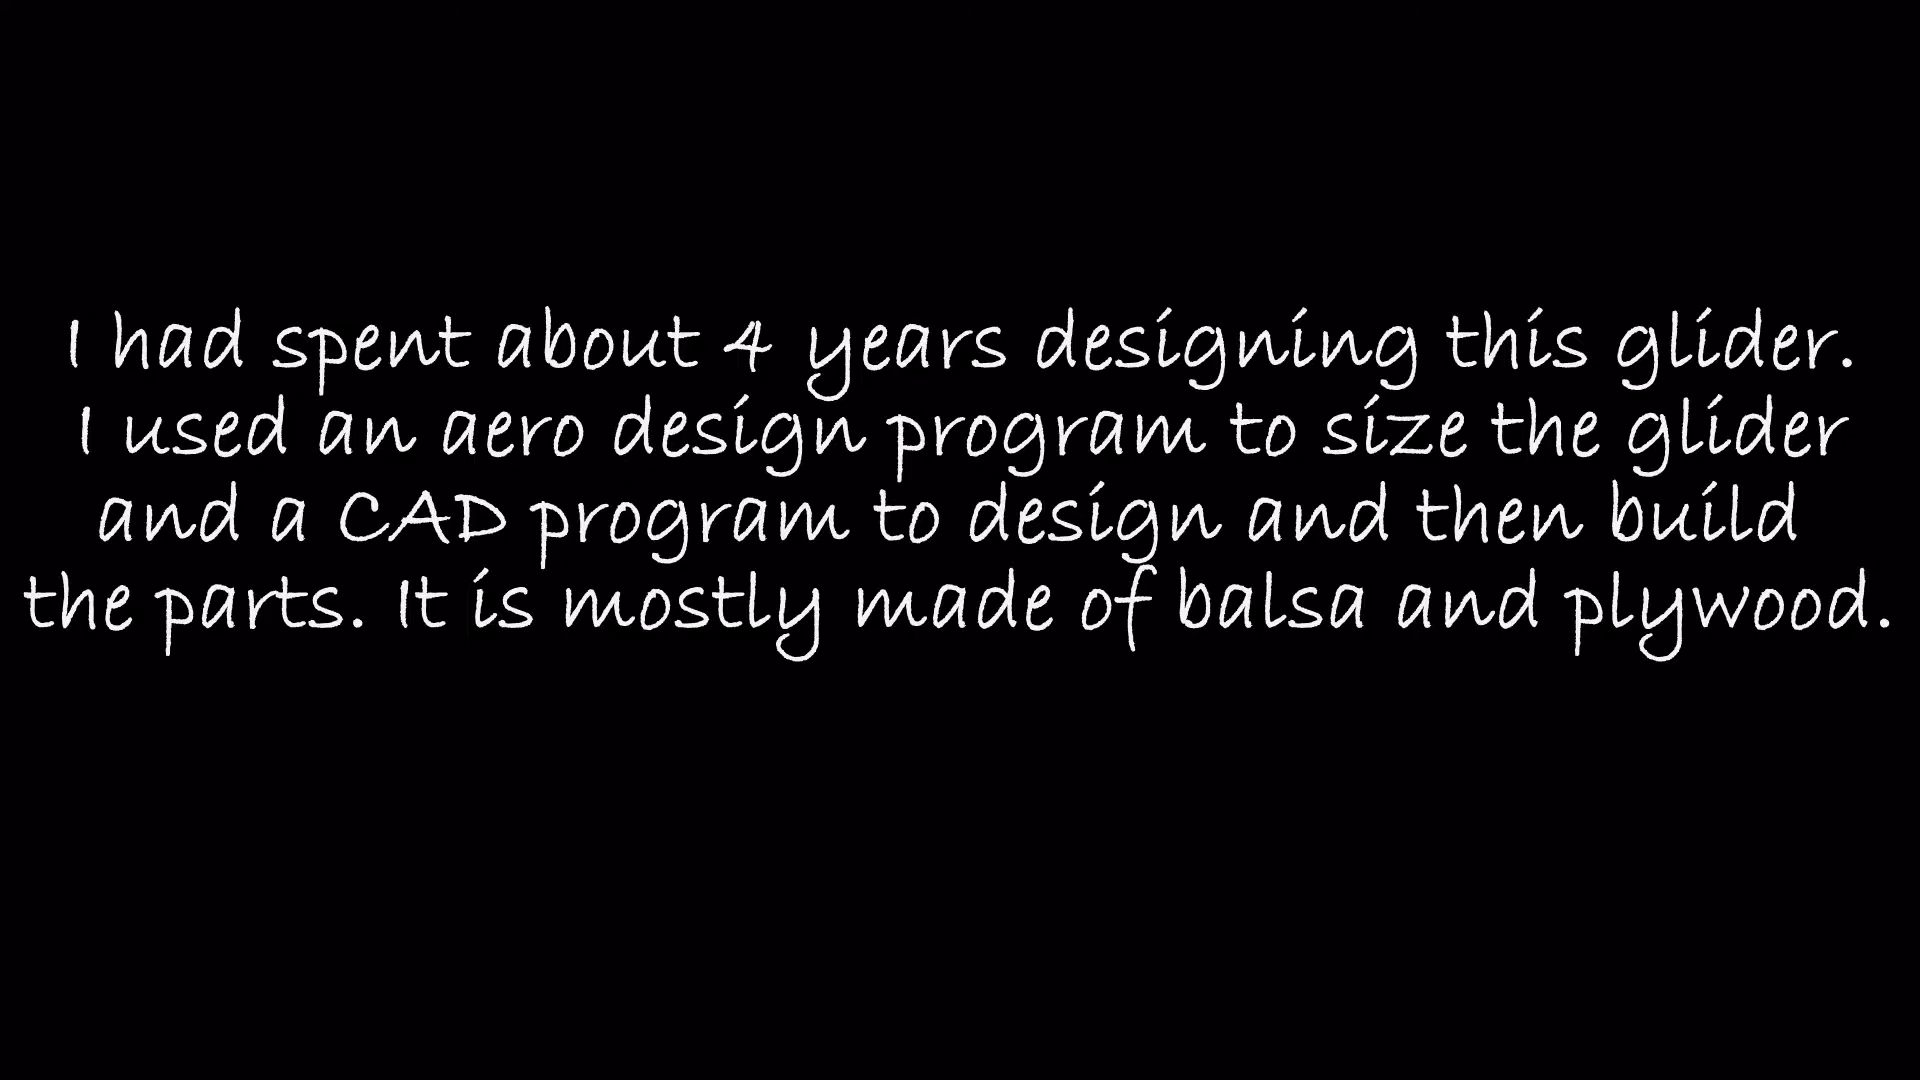 I had spent about 4 years designing this glider.
I used an aero design program to size the glider
and a CAD program to design and then build
the parts. It is mostly made of balsa and plywood.